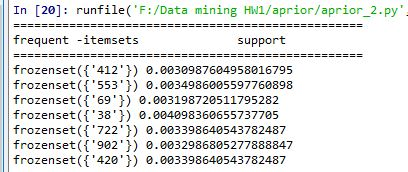 In [20]: runfile('F:/Data mining HW1/aprior/aprior_2.py'
================================================
frequent -itemsets support
================================================
frozenset({'412'}) 0.0030987604958016795
frozenset({'553'}) 0.0034986005597760898
frozenset({'69'}) 0.003198720511795282
frozenset({'38'}) 0.004098360655737705
frozenset({'722'}) 0.003398640543782487
frozenset({'902'}) 0.0032986805277888847
frozenset({'420'}) 0.003398640543782487